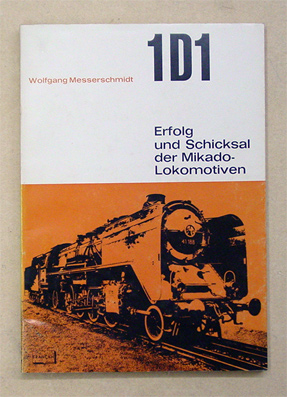 1D1
Wolfgang Messerschmidt
Erfolg
und Schicksal
der Mikado-
Lokomotiven